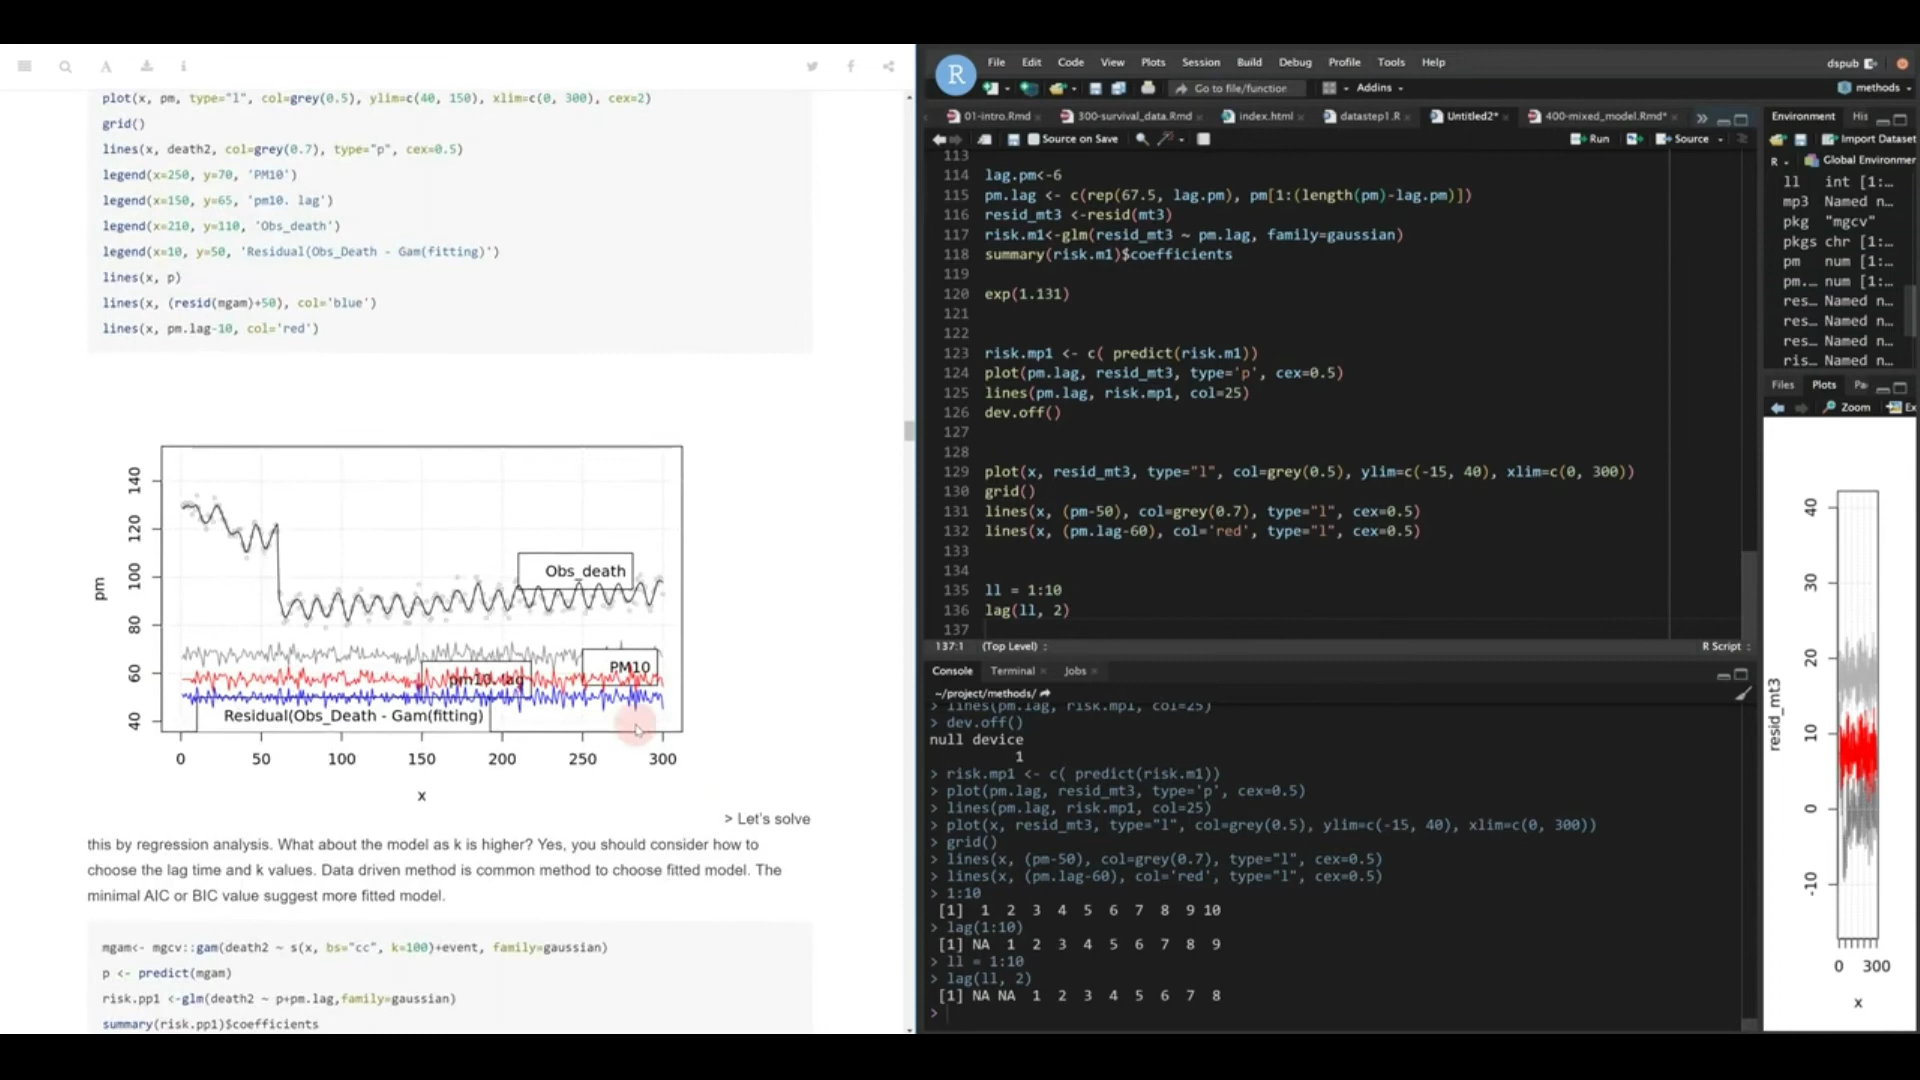 plot(x, pm, type="l", col=grey(0.5), ylim=c(40, 150), xlim=c(0, 300), cex=2)
grid()
lines(x, death2, col=grey(0.7), type="p", cex=0.5)
legend(x=250, y=70, 'PM10')
legend(x=150, y=65, 'pm10. lag')
legend(x=210, y=110, 'Obs_death')
legend(x=10, y=50, 'Residual(Obs_Death - Gam(fitting)')
lines(x, p)
lines(x, (resid(mgam)+50), col='blue')
lines(x, pm.lag-10, col='red')
140
120
100
80
60
40
pm
Obs_death
PM10
pm10. lag
Residual(Obs_Death - Gam(fitting)
0 50 100 150 200 250 300
x
> Let's solve
this by regression analysis. What about the model as k is higher? Yes, you should consider how to
choose the lag time and k values. Data driven method is common method to choose fitted model. The
minimal AIC or BIC value suggest more fitted model.
mgam<- mgcv::gam(death2 ~ s(x, bs="cc", k=100)+event, family=gaussian)
p <- predict(mgam)
risk.pp1 <-glm(death2 ~ p+pm.lag,family=gaussian)
summary(risk.pp1)$coefficients
R File Edit Code View Plots Session Build Debug Profile Tools Help dspub
Go to file/function Addins methods
01-intro.Rmd 300-survival_data.Rmd index.html datastep1.R Untitled2* 400-mixed_model.Rmd*
Source on Save Run Source
113
114 lag.pm<-6
115 pm.lag <- c(rep(67.5, lag.pm), pm[1:(length(pm)-lag.pm)])
116 resid_mt3 <-resid(mt3)
117 risk.m1<-glm(resid_mt3 ~ pm.lag, family=gaussian)
118 summary(risk.m1)$coefficients
119
120 exp(1.131)
121
122
123 risk.mp1 <- c( predict(risk.m1))
124 plot(pm.lag, resid_mt3, type='p', cex=0.5)
125 lines(pm.lag, risk.mp1, col=25)
126 dev.off()
127
128
129 plot(x, resid_mt3, type="l", col=grey(0.5), ylim=c(-15, 40), xlim=c(0, 300))
130 grid()
131 lines(x, (pm-50), col=grey(0.7), type="l", cex=0.5)
132 lines(x, (pm.lag-60), col='red', type="l", cex=0.5)
133
134
135 ll = 1:10
136 lag(ll, 2)
137
137:1 (Top Level) R Script
Console Terminal Jobs
~/project/methods/
> lines(pm.lag, risk.mp1, col=25)
> dev.off()
null device
1
> risk.mp1 <- c( predict(risk.m1))
> plot(pm.lag, resid_mt3, type='p', cex=0.5)
> lines(pm.lag, risk.mp1, col=25)
> plot(x, resid_mt3, type="l", col=grey(0.5), ylim=c(-15, 40), xlim=c(0, 300))
> grid()
> lines(x, (pm-50), col=grey(0.7), type="l", cex=0.5)
> lines(x, (pm.lag-60), col='red', type="l", cex=0.5)
> 1:10
[1] 1 2 3 4 5 6 7 8 9 10
> lag(1:10)
[1] NA 1 2 3 4 5 6 7 8 9
> ll = 1:10
> lag(ll, 2)
[1] NA NA 1 2 3 4 5 6 7 8
>
Environment His
Import Dataset
R Global Environmer
ll int [1:…
mp3 Named n…
pkg "mgcv"
pkgs chr [1:…
pm num [1:…
pm.… num [1:…
res… Named n…
res… Named n…
res… Named n…
ris… Named n…
Files Plots Pa
Zoom Ex
40
30
20
10
0
-10
resid_mt3
0 300
x